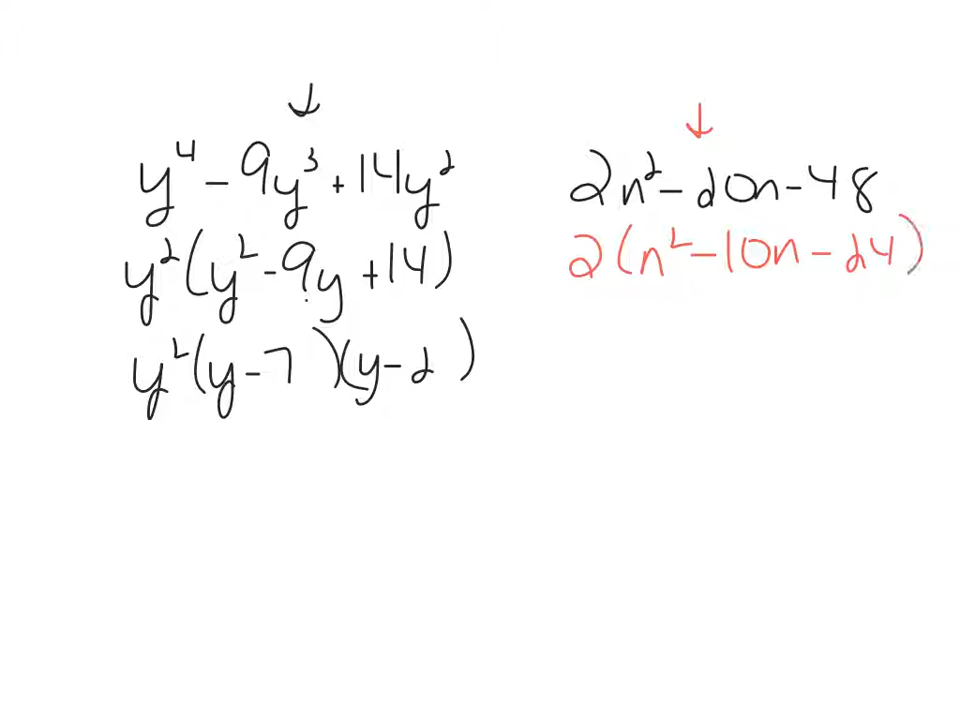 y⁴ - 9y³ + 14y²
y²(y² - 9y + 14)
y²(y - 7)(y - 2)
2n² - 20n - 48
2(n² - 10n - 24)